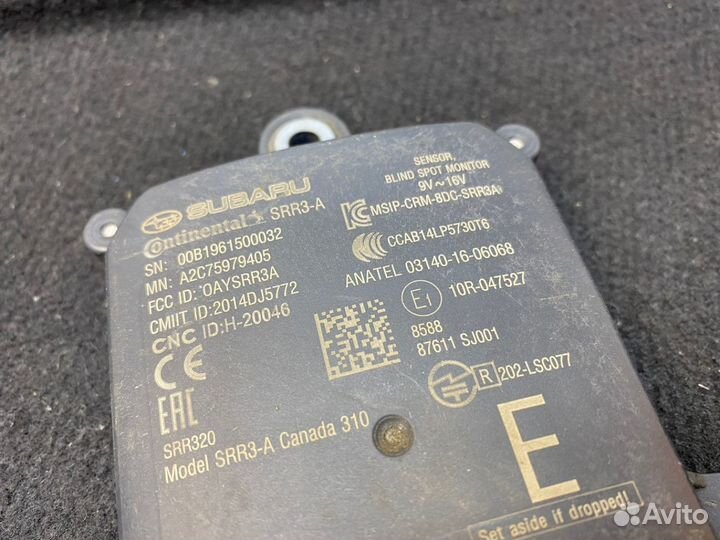 SUBARU
Continental SRR3-A
SN: 00B1961500032
MN: A2C75979405
FCC ID: OAYSRR3A
CMIIT ID:2014DJ5772
CNC ID:H-20046
CE
EAC
SRR320
Model SRR3-A Canada 310
SENSOR,
BLIND SPOT MONITOR
9V~16V
MSIP-CRM-8DC-SRR3A
CCAB14LP5730T6
ANATEL 03140-16-06068
E1 10R-047527
8588
87611 SJ001
R 202-LSC077
E
Set aside if dropped!
Avito